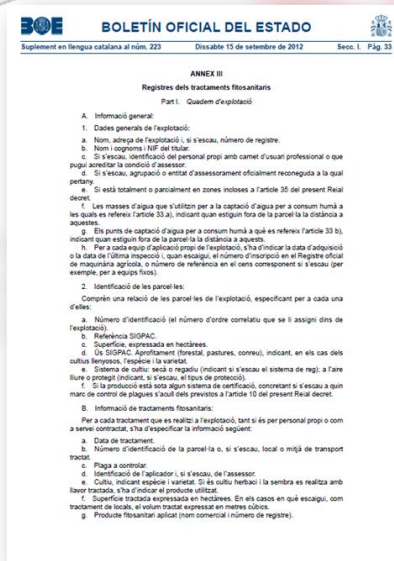 BOE
BOLETÍN OFICIAL DEL ESTADO
Suplement en llengua catalana al núm. 223 Dissabte 15 de setembre de 2012 Secc. I. Pàg. 33
ANNEX III
Registres dels tractaments fitosanitaris
Part I. Quadern d'explotació
A. Informació general:
1. Dades generals de l'explotació:
a. Nom, adreça de l'explotació i, si s'escau, número de registre.
b. Nom i cognoms i NIF del titular.
c. Si s'escau, identificació del personal propi amb carnet d'usuari professional o que
pugui acreditar la condició d'assessor.
d. Si s'escau, agrupació o entitat d'assessorament oficialment reconeguda a la qual
pertany.
e. Si està totalment o parcialment en zones incloses a l'article 35 del present Reial
decret.
f. Les masses d'aigua que s'utilitzin per a la captació d'aigua per a consum humà a
les quals es refereix l'article 33.a), indicant quan estiguin fora de la parcel·la la distància a
aquestes.
g. Els punts de captació d'aigua per a consum humà a què es refereix l'article 33 b),
indicant quan estiguin fora de la parcel·la la distància a aquests.
h. Per a cada equip d'aplicació propi de l'explotació, s'ha d'indicar la data d'adquisició
o la data de l'última inspecció i, quan escaigui, el número d'inscripció en el Registre oficial
de maquinària agrícola, o número de referència en el cens corresponent si s'escau (per
exemple, per a equips fixos).
2. Identificació de les parcel·les:
Comprèn una relació de les parcel·les de l'explotació, especificant per a cada una
d'elles:
a. Número d'identificació (el número d'ordre correlatiu que se li assigni dins de
l'explotació).
b. Referència SIGPAC.
c. Superfície, expressada en hectàrees.
d. Ús SIGPAC. Aprofitament (forestal, pastures, conreu), indicant, en els casos dels
cultius llenyosos, l'espècie i la varietat.
e. Sistema de cultiu: secà o regadiu (indicant si s'escau el sistema de reg); a l'aire
lliure o protegit (indicant, si s'escau, el tipus de protecció).
f. Si la producció està sota algun sistema de certificació, concretant si s'escau a quin
marc de control de plagues s'acull dels previstos a l'article 10 del present Reial decret.
B. Informació de tractaments fitosanitaris:
Per a cada tractament que es realitzi a l'explotació, tant si és per personal propi o com
a servei contractat, s'ha d'especificar la informació següent:
a. Data de tractament.
b. Número d'identificació de la parcel·la o, si s'escau, local o mitjà de transport
tractat.
c. Plaga a controlar.
d. Identificació de l'aplicador i, si s'escau, de l'assessor.
e. Cultiu, indicant espècie i varietat. Si és cultiu herbaci i la sembra es realitza amb
llavor tractada, s'ha d'indicar el producte utilitzat.
f. Superfície tractada expressada en hectàrees. En els casos en què escaigui, com
tractament de locals, el volum tractat expressat en metres cúbics.
g. Producte fitosanitari aplicat (nom comercial i número de registre).